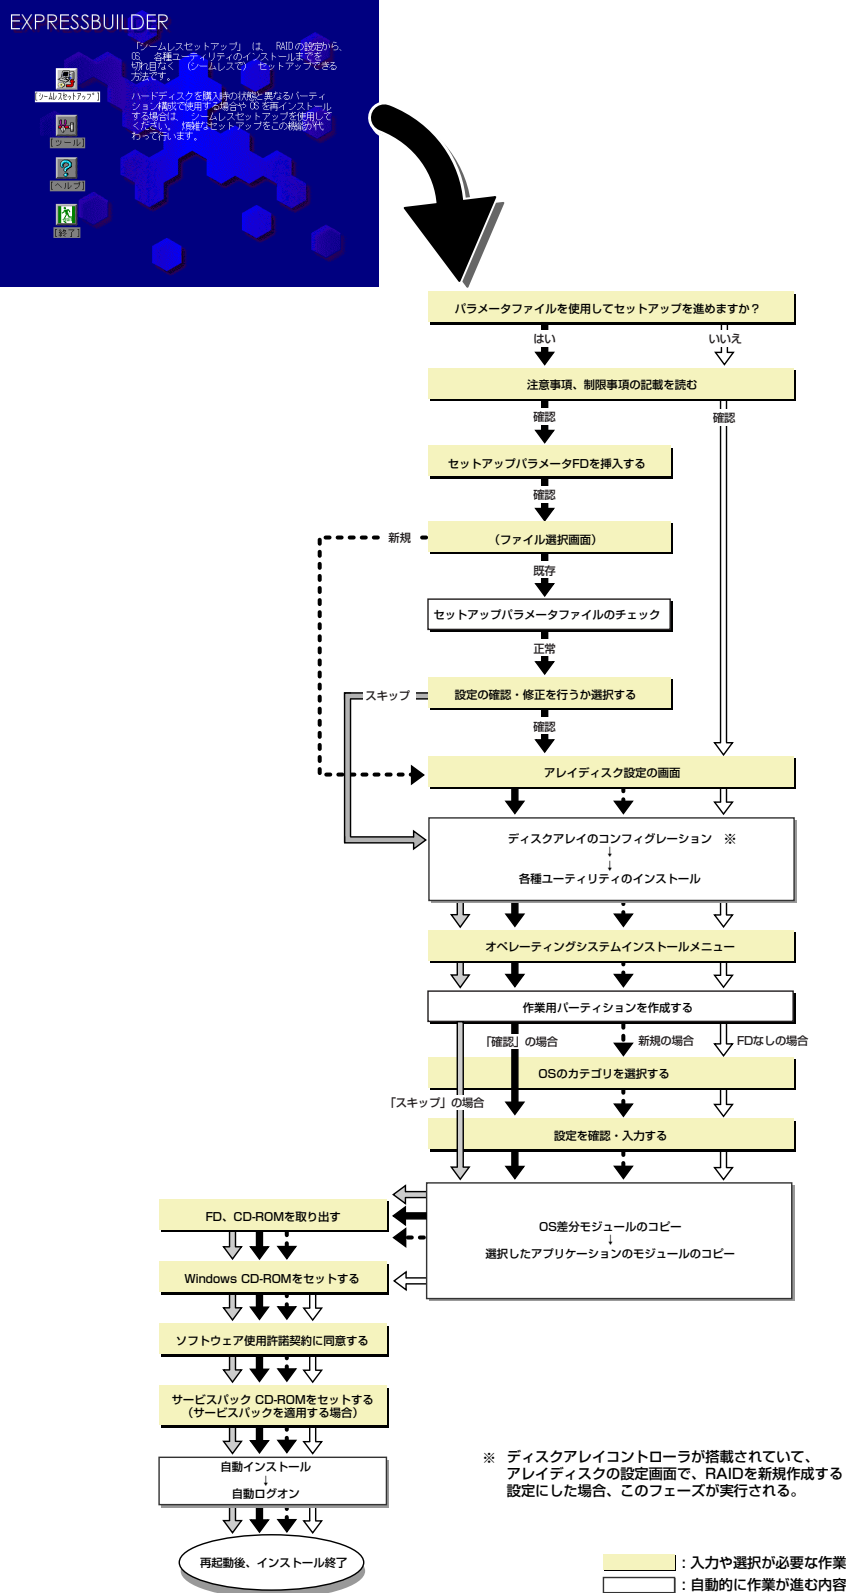 EXPRESSBUILDER
「シームレスセットアップ」 は、 RAIDの設定から、
OS、 各種ユーティリティのインストールまでを
切れ目なく （シームレスで） セットアップできる
方法です。
ハードディスクを購入時の状態と異なるパーティ
ション構成で使用する場合や OSを再インストール
する場合は、 シームレスセットアップを使用して
ください。 煩雑なセットアップをこの機能が代
わって行います。
[シームレスセットアップ]
[ツール]
[ヘルプ]
[終了]
パラメータファイルを使用してセットアップを進めますか？
はい
いいえ
注意事項、制限事項の記載を読む
確認
確認
セットアップパラメータFDを挿入する
確認
新規
（ファイル選択画面）
既存
セットアップパラメータファイルのチェック
正常
スキップ
設定の確認・修正を行うか選択する
確認
アレイディスク設定の画面
ディスクアレイのコンフィグレーション ※
↓
↓
各種ユーティリティのインストール
オペレーティングシステムインストールメニュー
作業用パーティションを作成する
「確認」の場合
新規の場合
FDなしの場合
OSのカテゴリを選択する
「スキップ」の場合
設定を確認・入力する
FD、CD-ROMを取り出す
OS差分モジュールのコピー
↓
選択したアプリケーションのモジュールのコピー
Windows CD-ROMをセットする
ソフトウェア使用許諾契約に同意する
サービスパック CD-ROMをセットする
（サービスパックを適用する場合）
自動インストール
↓
自動ログオン
再起動後、インストール終了
※ ディスクアレイコントローラが搭載されていて、
アレイディスクの設定画面で、RAIDを新規作成する
設定にした場合、このフェーズが実行される。
：入力や選択が必要な作業
：自動的に作業が進む内容